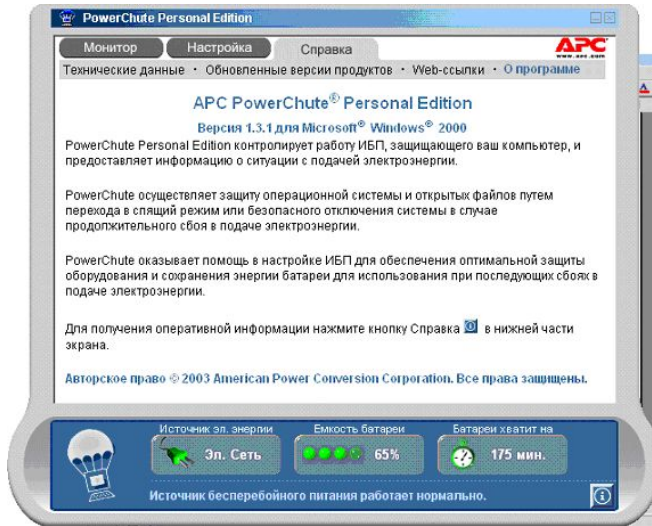 PowerChute Personal Edition
Монитор
Настройка
Справка
APC
www.apc.com
Технические данные • Обновленные версии продуктов • Web-ссылки • О программе
APC PowerChute® Personal Edition
Версия 1.3.1 для Microsoft® Windows® 2000
PowerChute Personal Edition контролирует работу ИБП, защищающего ваш компьютер, и
предоставляет информацию о ситуации с подачей электроэнергии.
PowerChute осуществляет защиту операционной системы и открытых файлов путем
перехода в спящий режим или безопасного отключения системы в случае
продолжительного сбоя в подаче электроэнергии.
PowerChute оказывает помощь в настройке ИБП для обеспечения оптимальной защиты
оборудования и сохранения энергии батареи для использования при последующих сбоях в
подаче электроэнергии.
Для получения оперативной информации нажмите кнопку Справка в нижней части
экрана.
Авторское право © 2003 American Power Conversion Corporation. Все права защищены.
Источник эл. энергии
Емкость батареи
Батареи хватит на
Эл. Сеть
65%
175 мин.
Источник бесперебойного питания работает нормально.